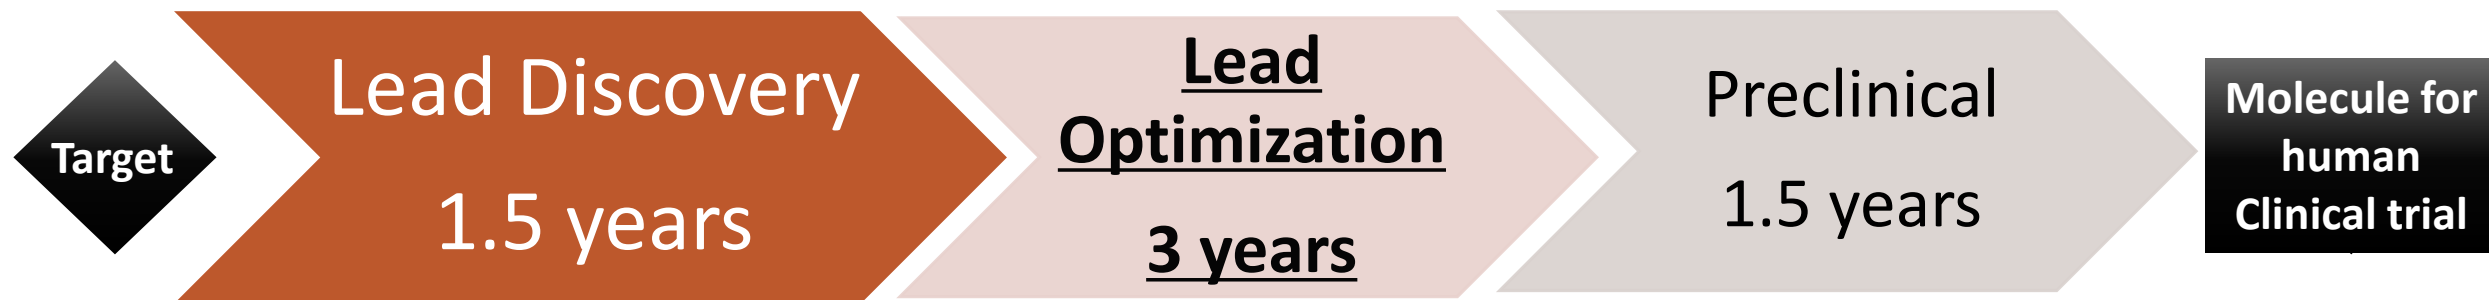 Target
Lead Discovery
1.5 years
Lead
Optimization
3 years
Preclinical
1.5 years
Molecule for
human
Clinical trial